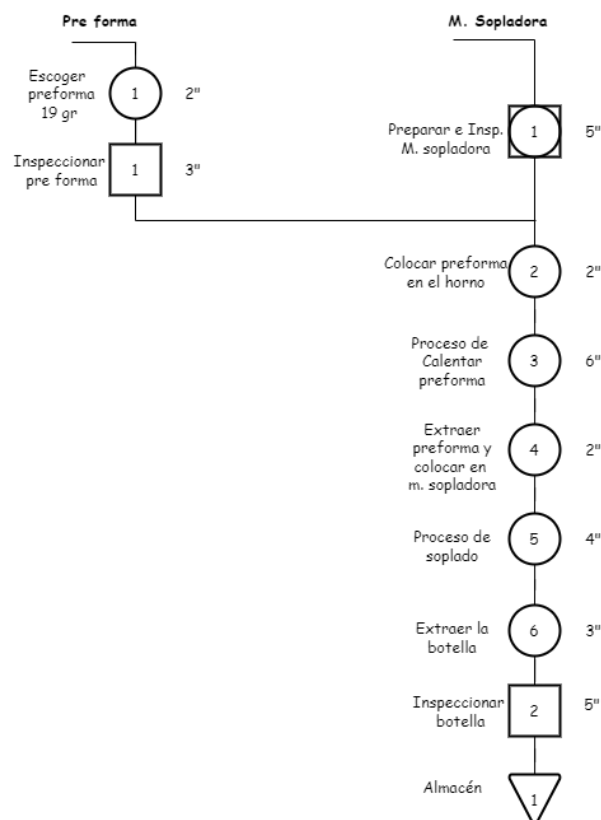 Pre forma
M. Sopladora
Escoger
preforma
19 gr
1
2"
Inspeccionar
pre forma
1
3"
Preparar e Insp.
M. sopladora
1
5"
Colocar preforma
en el horno
2
2"
Proceso de
Calentar
preforma
3
6"
Extraer
preforma y
colocar en
m. sopladora
4
2"
Proceso de
soplado
5
4"
Extraer la
botella
6
3"
Inspeccionar
botella
2
5"
Almacén
1